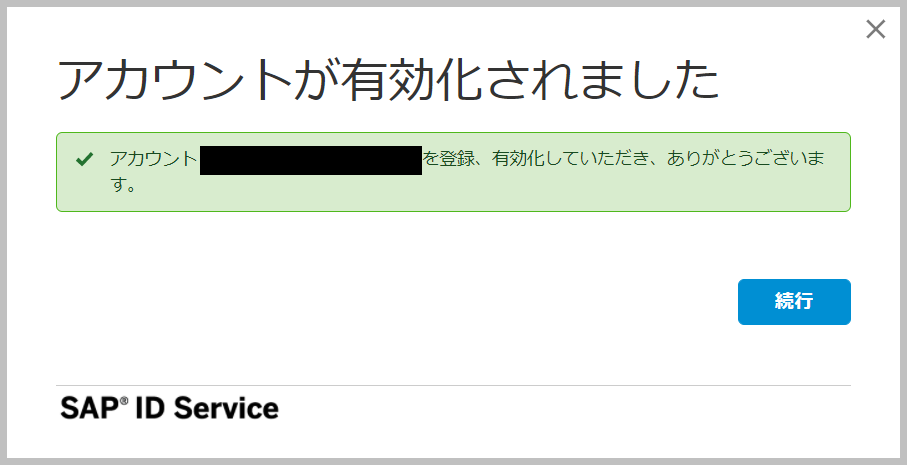 アカウントが有効化されました
アカウント を登録、有効化していただき、ありがとうございま
す。
続行
SAP® ID Service